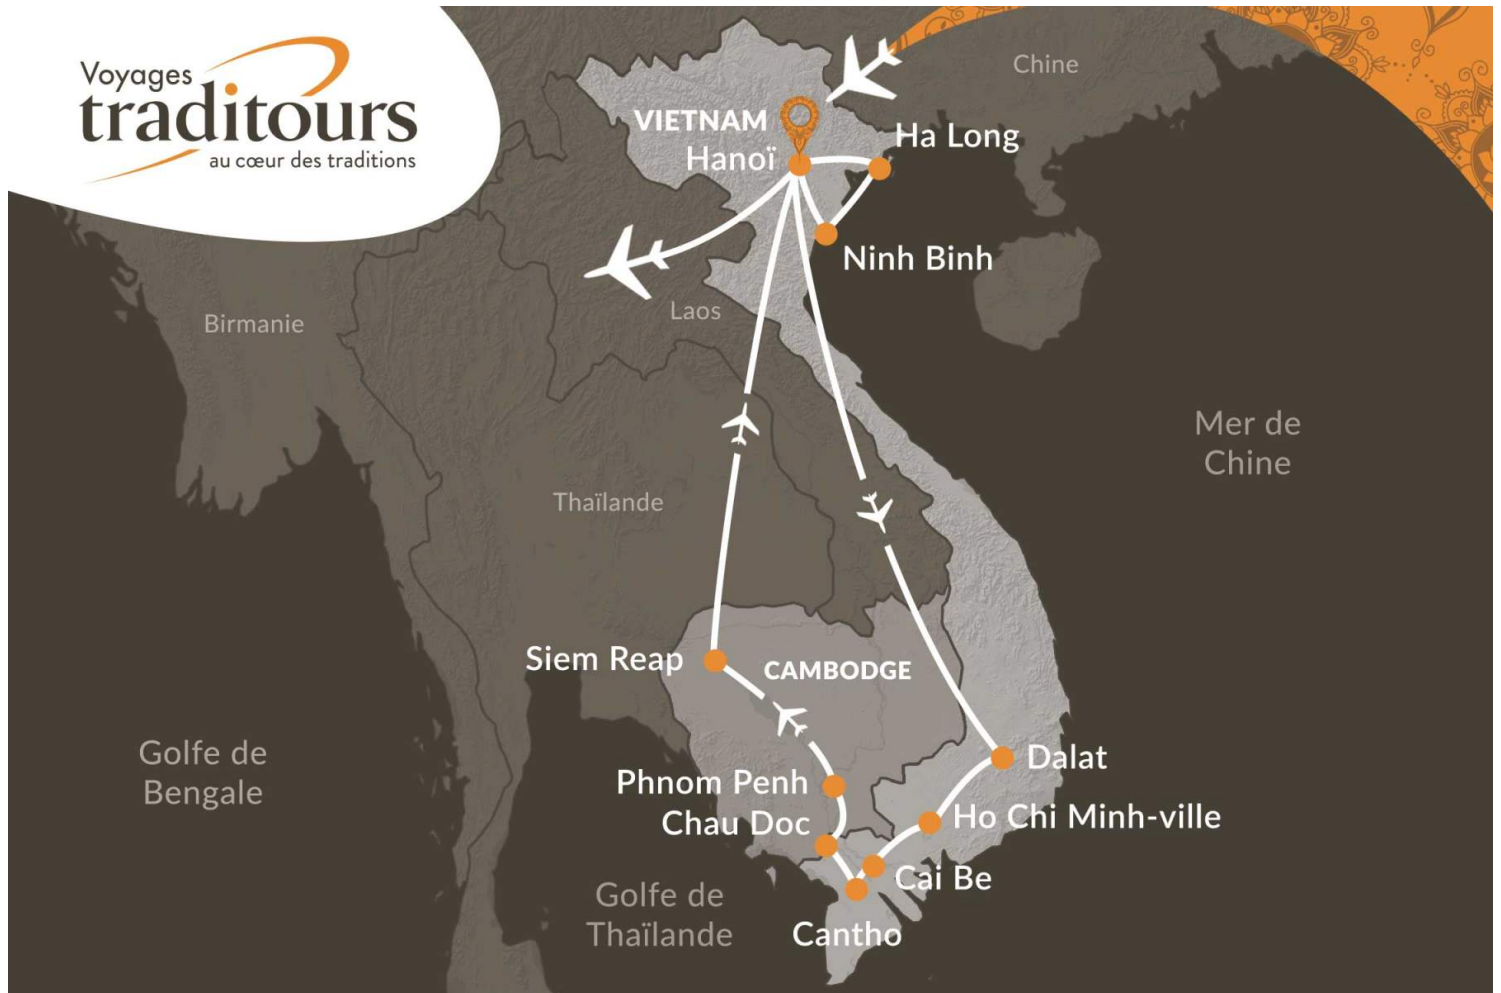 Voyages
traditours
au cœur des traditions
Chine
VIETNAM
Hanoï
Ha Long
Ninh Binh
Laos
Birmanie
Mer de
Chine
Thaïlande
Siem Reap
CAMBODGE
Golfe de
Bengale
Dalat
Phnom Penh
Ho Chi Minh-ville
Chau Doc
Cai Be
Golfe de
Thaïlande
Cantho